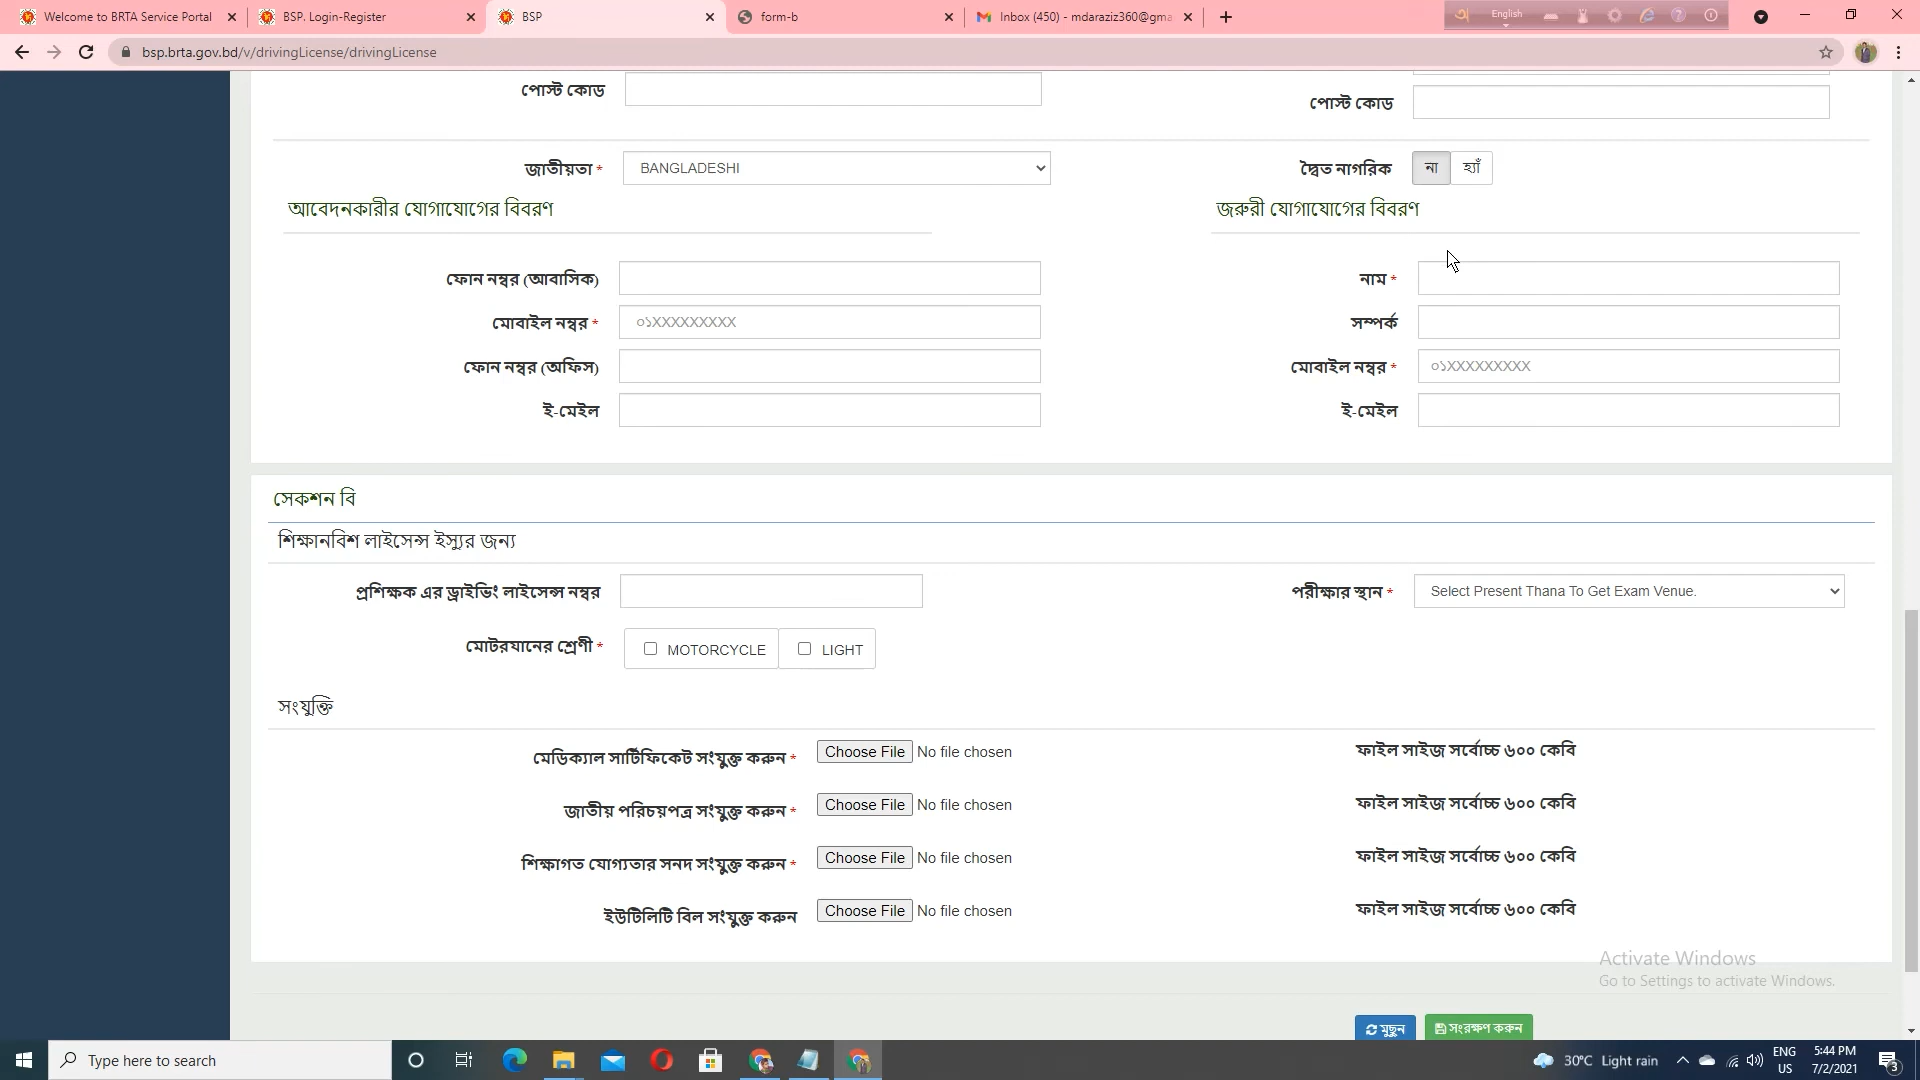 Welcome to BRTA Service Portal
BSP. Login-Register
BSP
form-b
Inbox (450) - mdaraziz360@gma
English
bsp.brta.gov.bd/v/drivingLicense/drivingLicense
পোস্ট কোড
পোস্ট কোড
জাতীয়তা *
BANGLADESHI
দ্বৈত নাগরিক
না
হ্যাঁ
আবেদনকারীর যোগাযোগের বিবরণ
জরুরী যোগাযোগের বিবরণ
ফোন নম্বর (আবাসিক)
নাম *
মোবাইল নম্বর *
০১XXXXXXXXX
সম্পর্ক
ফোন নম্বর (অফিস)
মোবাইল নম্বর *
০১XXXXXXXXX
ই-মেইল
ই-মেইল
সেকশন বি
শিক্ষানবিশ লাইসেন্স ইস্যুর জন্য
প্রশিক্ষক এর ড্রাইভিং লাইসেন্স নম্বর
পরীক্ষার স্থান *
Select Present Thana To Get Exam Venue.
মোটরযানের শ্রেণী *
MOTORCYCLE
LIGHT
সংযুক্তি
মেডিক্যাল সার্টিফিকেট সংযুক্ত করুন *
Choose File No file chosen
ফাইল সাইজ সর্বোচ্চ ৬০০ কেবি
জাতীয় পরিচয়পত্র সংযুক্ত করুন *
Choose File No file chosen
ফাইল সাইজ সর্বোচ্চ ৬০০ কেবি
শিক্ষাগত যোগ্যতার সনদ সংযুক্ত করুন *
Choose File No file chosen
ফাইল সাইজ সর্বোচ্চ ৬০০ কেবি
ইউটিলিটি বিল সংযুক্ত করুন
Choose File No file chosen
ফাইল সাইজ সর্বোচ্চ ৬০০ কেবি
Activate Windows
Go to Settings to activate Windows.
মুছুন
সংরক্ষণ করুন
Type here to search
30°C Light rain
ENG
US
5:44 PM
7/2/2021
3